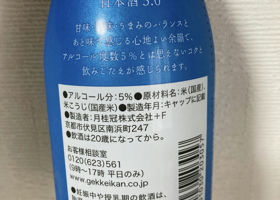 日本酒5.0
甘味 うまみのバランスと
あと味 感じる心地よい余韻で、
アルコール度数5％とは思えないコクと
飲みごたえが感じられます。
●アルコール分：5％ ●原材料名：米（国産）、
米こうじ（国産米） ●製造年月：キャップに記載
●製造者：月桂冠株式会社＋F
京都市伏見区南浜町247
●飲酒は20歳になってから。
お客様相談室
0120(623)561
(9時〜17時 平日のみ)
www.gekkeikan.co.jp
●妊娠中や授乳期の飲酒は、